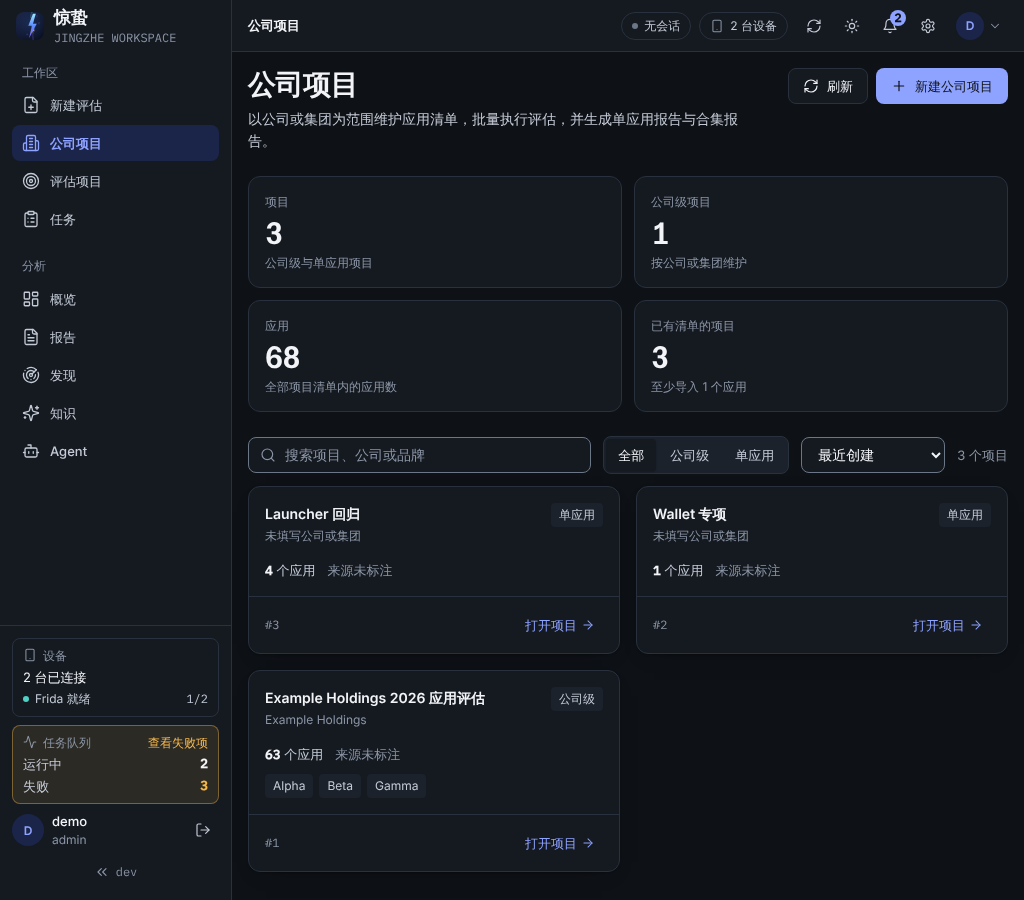 惊蛰
JINGZHE WORKSPACE
工作区
新建评估
公司项目
评估项目
任务
分析
概览
报告
发现
知识
Agent
设备
2 台已连接
Frida 就绪 1/2
任务队列 查看失败项
运行中 2
失败 3
D demo
admin
dev
公司项目 无会话 2 台设备 2 D
公司项目 刷新 新建公司项目
以公司或集团为范围维护应用清单，批量执行评估，并生成单应用报告与合集报
告。
项目
3
公司级与单应用项目
公司级项目
1
按公司或集团维护
应用
68
全部项目清单内的应用数
已有清单的项目
3
至少导入 1 个应用
搜索项目、公司或品牌 全部 公司级 单应用 最近创建 3 个项目
Launcher 回归 单应用
未填写公司或集团
4 个应用 来源未标注
#3 打开项目
Wallet 专项 单应用
未填写公司或集团
1 个应用 来源未标注
#2 打开项目
Example Holdings 2026 应用评估 公司级
Example Holdings
63 个应用 来源未标注
Alpha Beta Gamma
#1 打开项目